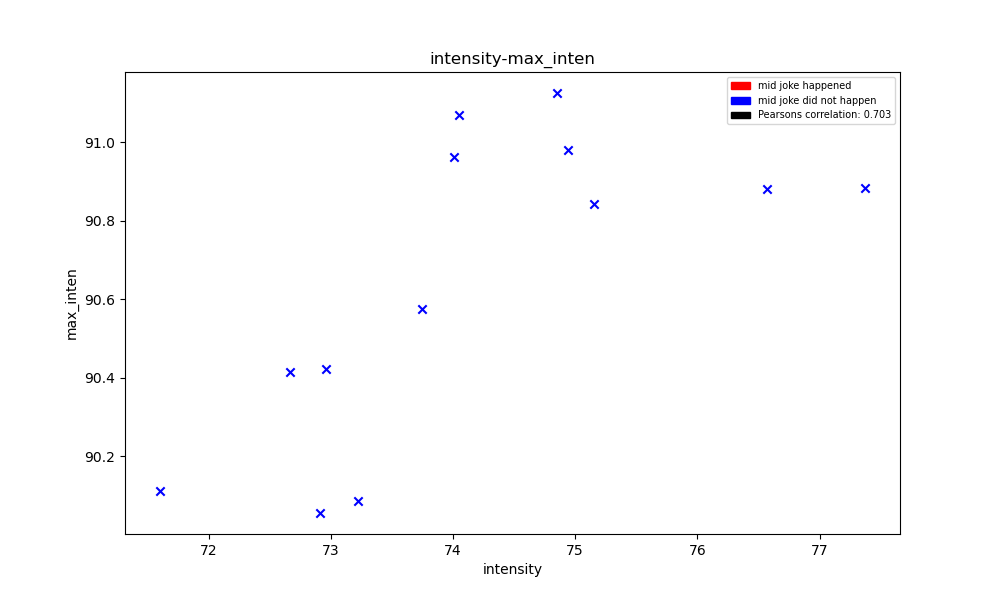 intensity-max_inten
mid joke happened
mid joke did not happen
Pearsons correlation: 0.703
91.0
90.8
90.6
90.4
90.2
max_inten
72 73 74 75 76 77
intensity